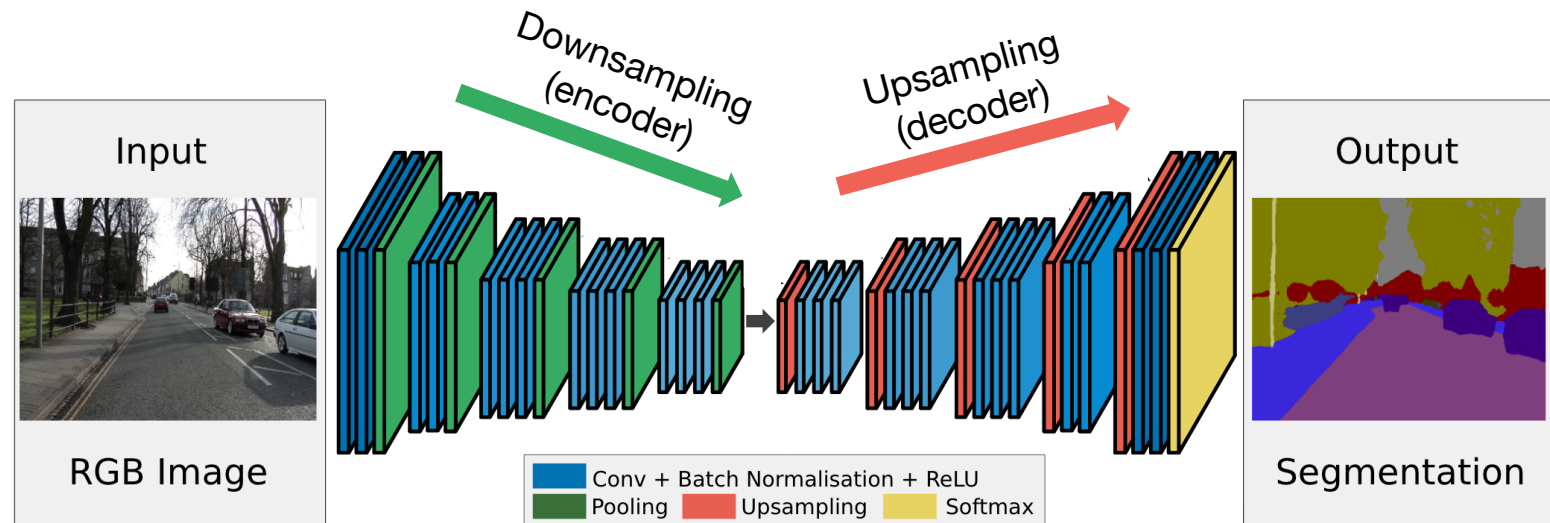 Downsampling
(encoder)
Upsampling
(decoder)
Input
RGB Image
Output
Segmentation
Conv + Batch Normalisation + ReLU
Pooling
Upsampling
Softmax